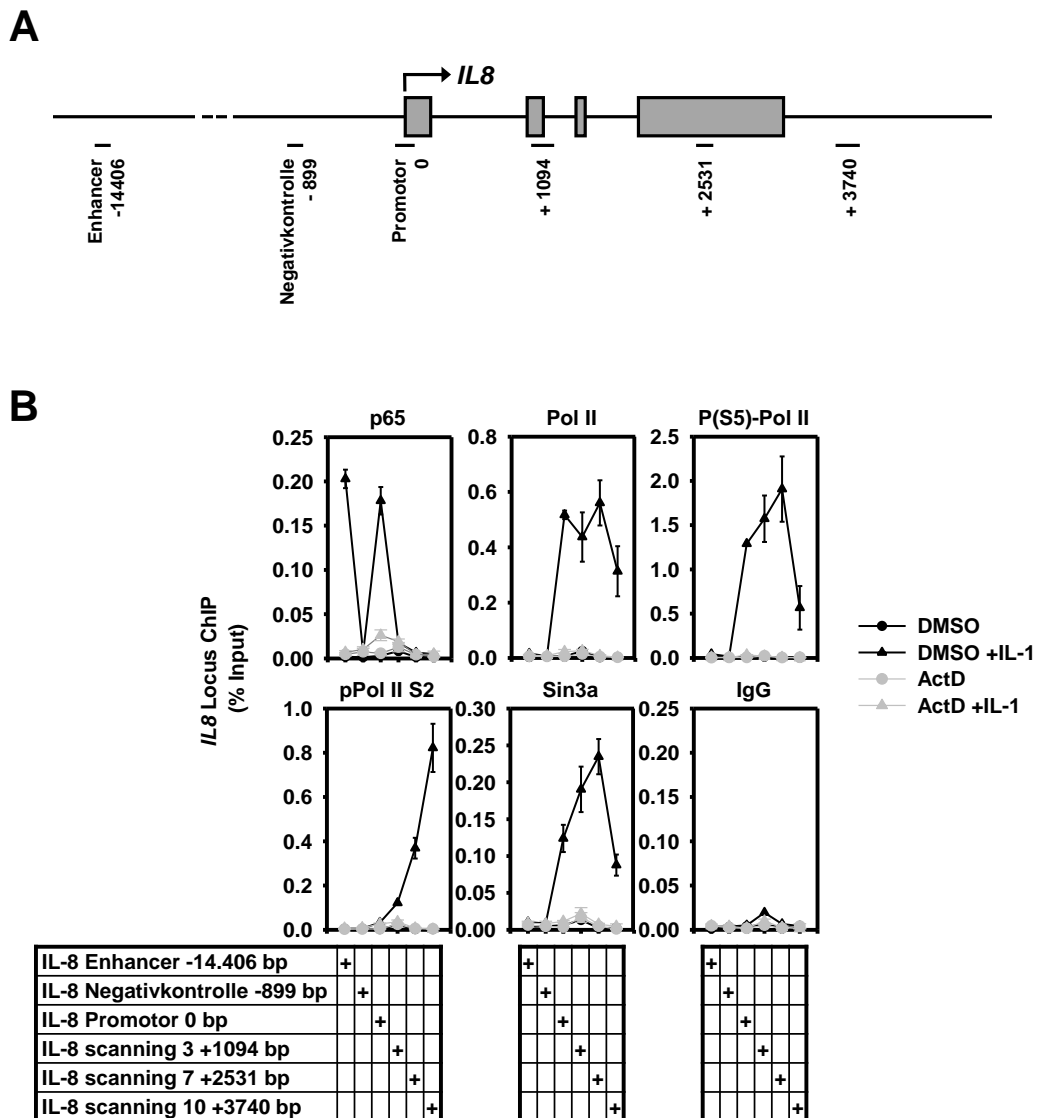 A
IL8
Enhancer
-14406
Negativkontrolle
- 899
Promotor
0
+ 1094
+ 2531
+ 3740
B
p65
Pol II
P(S5)-Pol II
0.25
0.20
0.15
0.10
0.05
0.00
0.8
0.6
0.4
0.2
0.0
2.5
2.0
1.5
1.0
0.5
0.0
IL8 Locus ChIP
(% Input)
DMSO
DMSO +IL-1
ActD
ActD +IL-1
pPol II S2
Sin3a
IgG
1.0
0.8
0.6
0.4
0.2
0.0
0.30
0.25
0.20
0.15
0.10
0.05
0.00
0.25
0.20
0.15
0.10
0.05
0.00
IL-8 Enhancer -14.406 bp + + +
IL-8 Negativkontrolle -899 bp + + +
IL-8 Promotor 0 bp + + +
IL-8 scanning 3 +1094 bp + + +
IL-8 scanning 7 +2531 bp + + +
IL-8 scanning 10 +3740 bp + + +